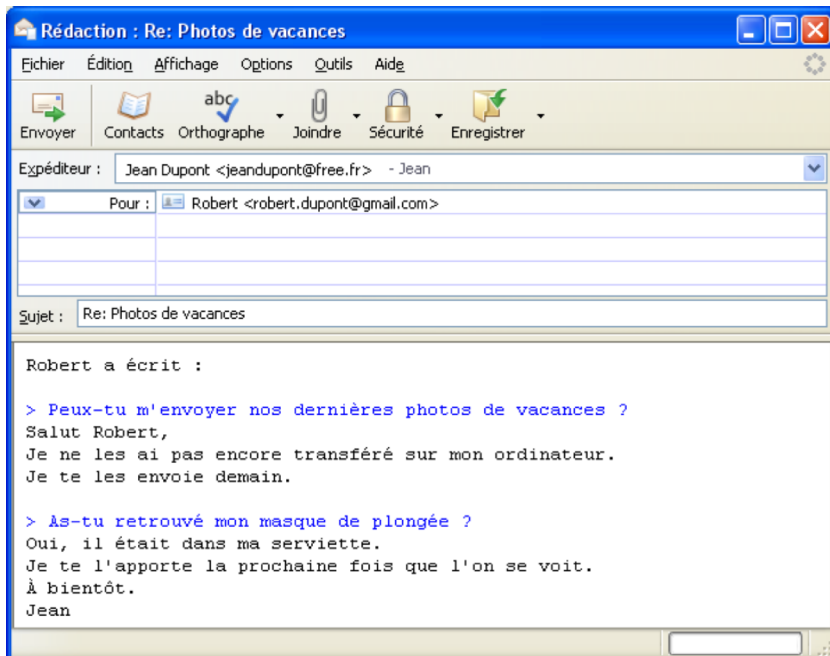 Rédaction : Re: Photos de vacances
Fichier Édition Affichage Options Outils Aide
Envoyer Contacts Orthographe Joindre Sécurité Enregistrer
Expéditeur : Jean Dupont <jeandupont@free.fr> - Jean
Pour : Robert <robert.dupont@gmail.com>
Sujet : Re: Photos de vacances
Robert a écrit :
> Peux-tu m'envoyer nos dernières photos de vacances ?
Salut Robert,
Je ne les ai pas encore transféré sur mon ordinateur.
Je te les envoie demain.
> As-tu retrouvé mon masque de plongée ?
Oui, il était dans ma serviette.
Je te l'apporte la prochaine fois que l'on se voit.
À bientôt.
Jean